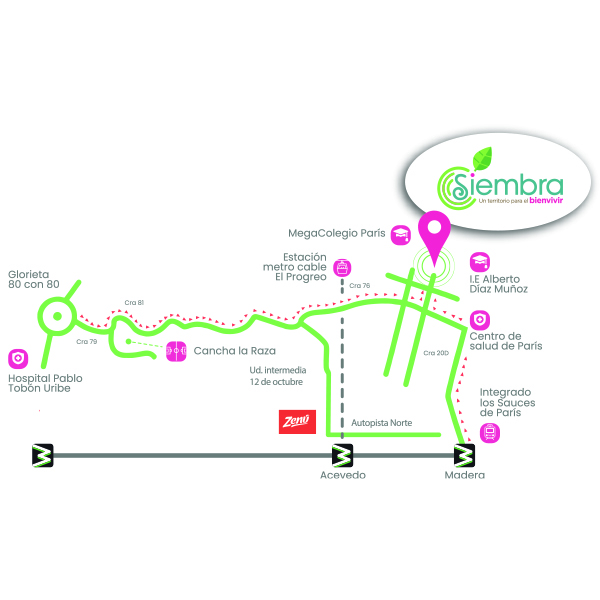 Siembra
Un territorio para el bienvivir
MegaColegio París
Estación
metro cable
El Progreo
I.E Alberto
Díaz Muñoz
Glorieta
80 con 80
Cra 81
Cra 76
Cra 79
Cancha la Raza
Centro de
salud de París
Cra 20D
Hospital Pablo
Tobón Uribe
Ud. intermedia
12 de octubre
Integrado
los Sauces
de París
Zenú
Autopista Norte
Acevedo
Madera